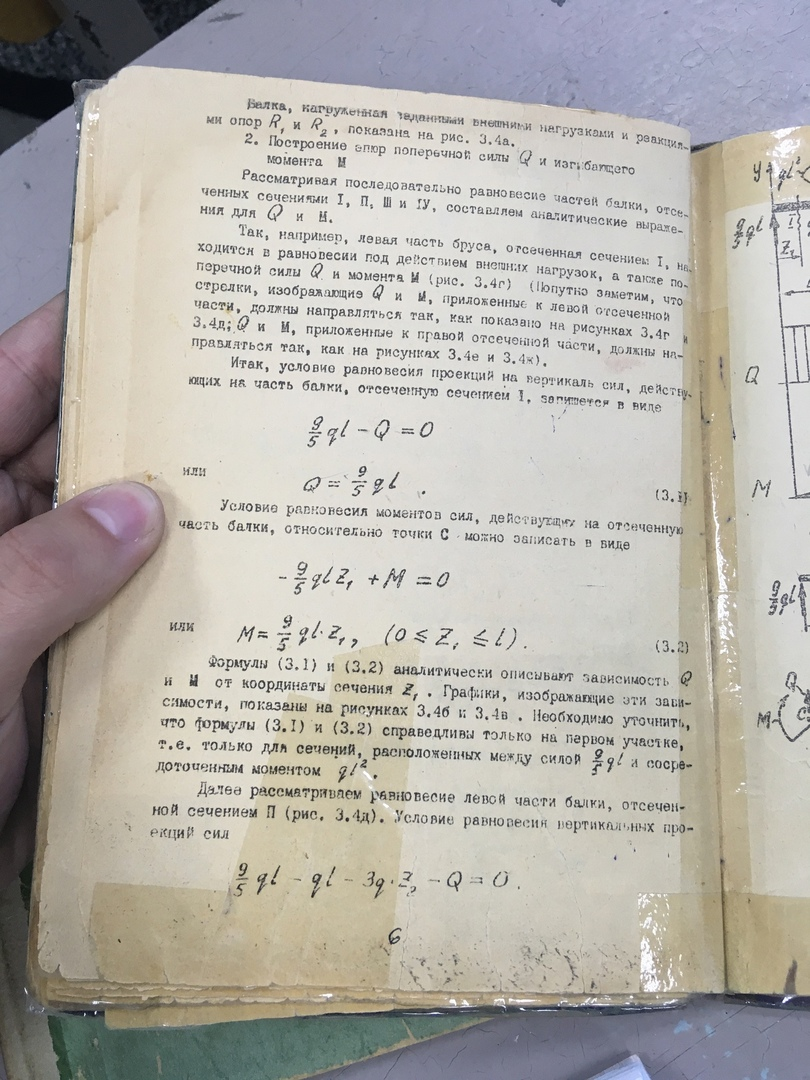 Балка, нагруженная заданными внешними нагрузками и реакция-
ми опор R₁ и R₂, показана на рис. 3.4а.
2. Построение эпюр поперечной силы Q и изгибающего
момента М
Рассматривая последовательно равновесие частей балки, отсе-
ченных сечениями I, П, Ш и IУ, составляем аналитические выраже-
ния для Q и М.
Так, например, левая часть бруса, отсеченная сечением I, на-
ходится в равновесии под действием внешних нагрузок, а также по-
перечной силы Q и момента М (рис. 3.4г) (Попутно заметим, что
стрелки, изображающие Q и М, приложенные к левой отсеченной
части, должны направляться так, как показано на рисунках 3.4г и
3.4д; Q и М, приложенные к правой отсеченной части, должны на-
правляться так, как на рисунках 3.4е и 3.4ж).
Итак, условие равновесия проекций на вертикаль сил, действу-
ющих на часть балки, отсеченную сечением I, запишется в виде
9/5 ql - Q = 0
или
Q = 9/5 ql . (3.I)
Условие равновесия моментов сил, действующих на отсеченную
часть балки, относительно точки С можно записать в виде
- 9/5 qlZ₁ + M = 0
или
M = 9/5 ql·Z₁, (0 ≤ Z₁ ≤ l). (3.2)
Формулы (3.1) и (3.2) аналитически описывают зависимость Q
и М от координаты сечения Z₁. Графики, изображающие эти зави-
симости, показаны на рисунках 3.4б и 3.4в. Необходимо уточнить,
что формулы (3.I) и (3.2) справедливы только на первом участке,
т.е. только для сечений, расположенных между силой 9/5 ql и сосре-
доточенным моментом ql².
Далее рассматриваем равновесие левой части балки, отсечен-
ной сечением П (рис. 3.4д). Условие равновесия вертикальных про-
екций сил
9/5 ql - ql - 3q·Z₂ - Q = 0.
6
y
ql²
9/5 ql
I
Z₁
Q
M
9/5 ql
Q
M
C